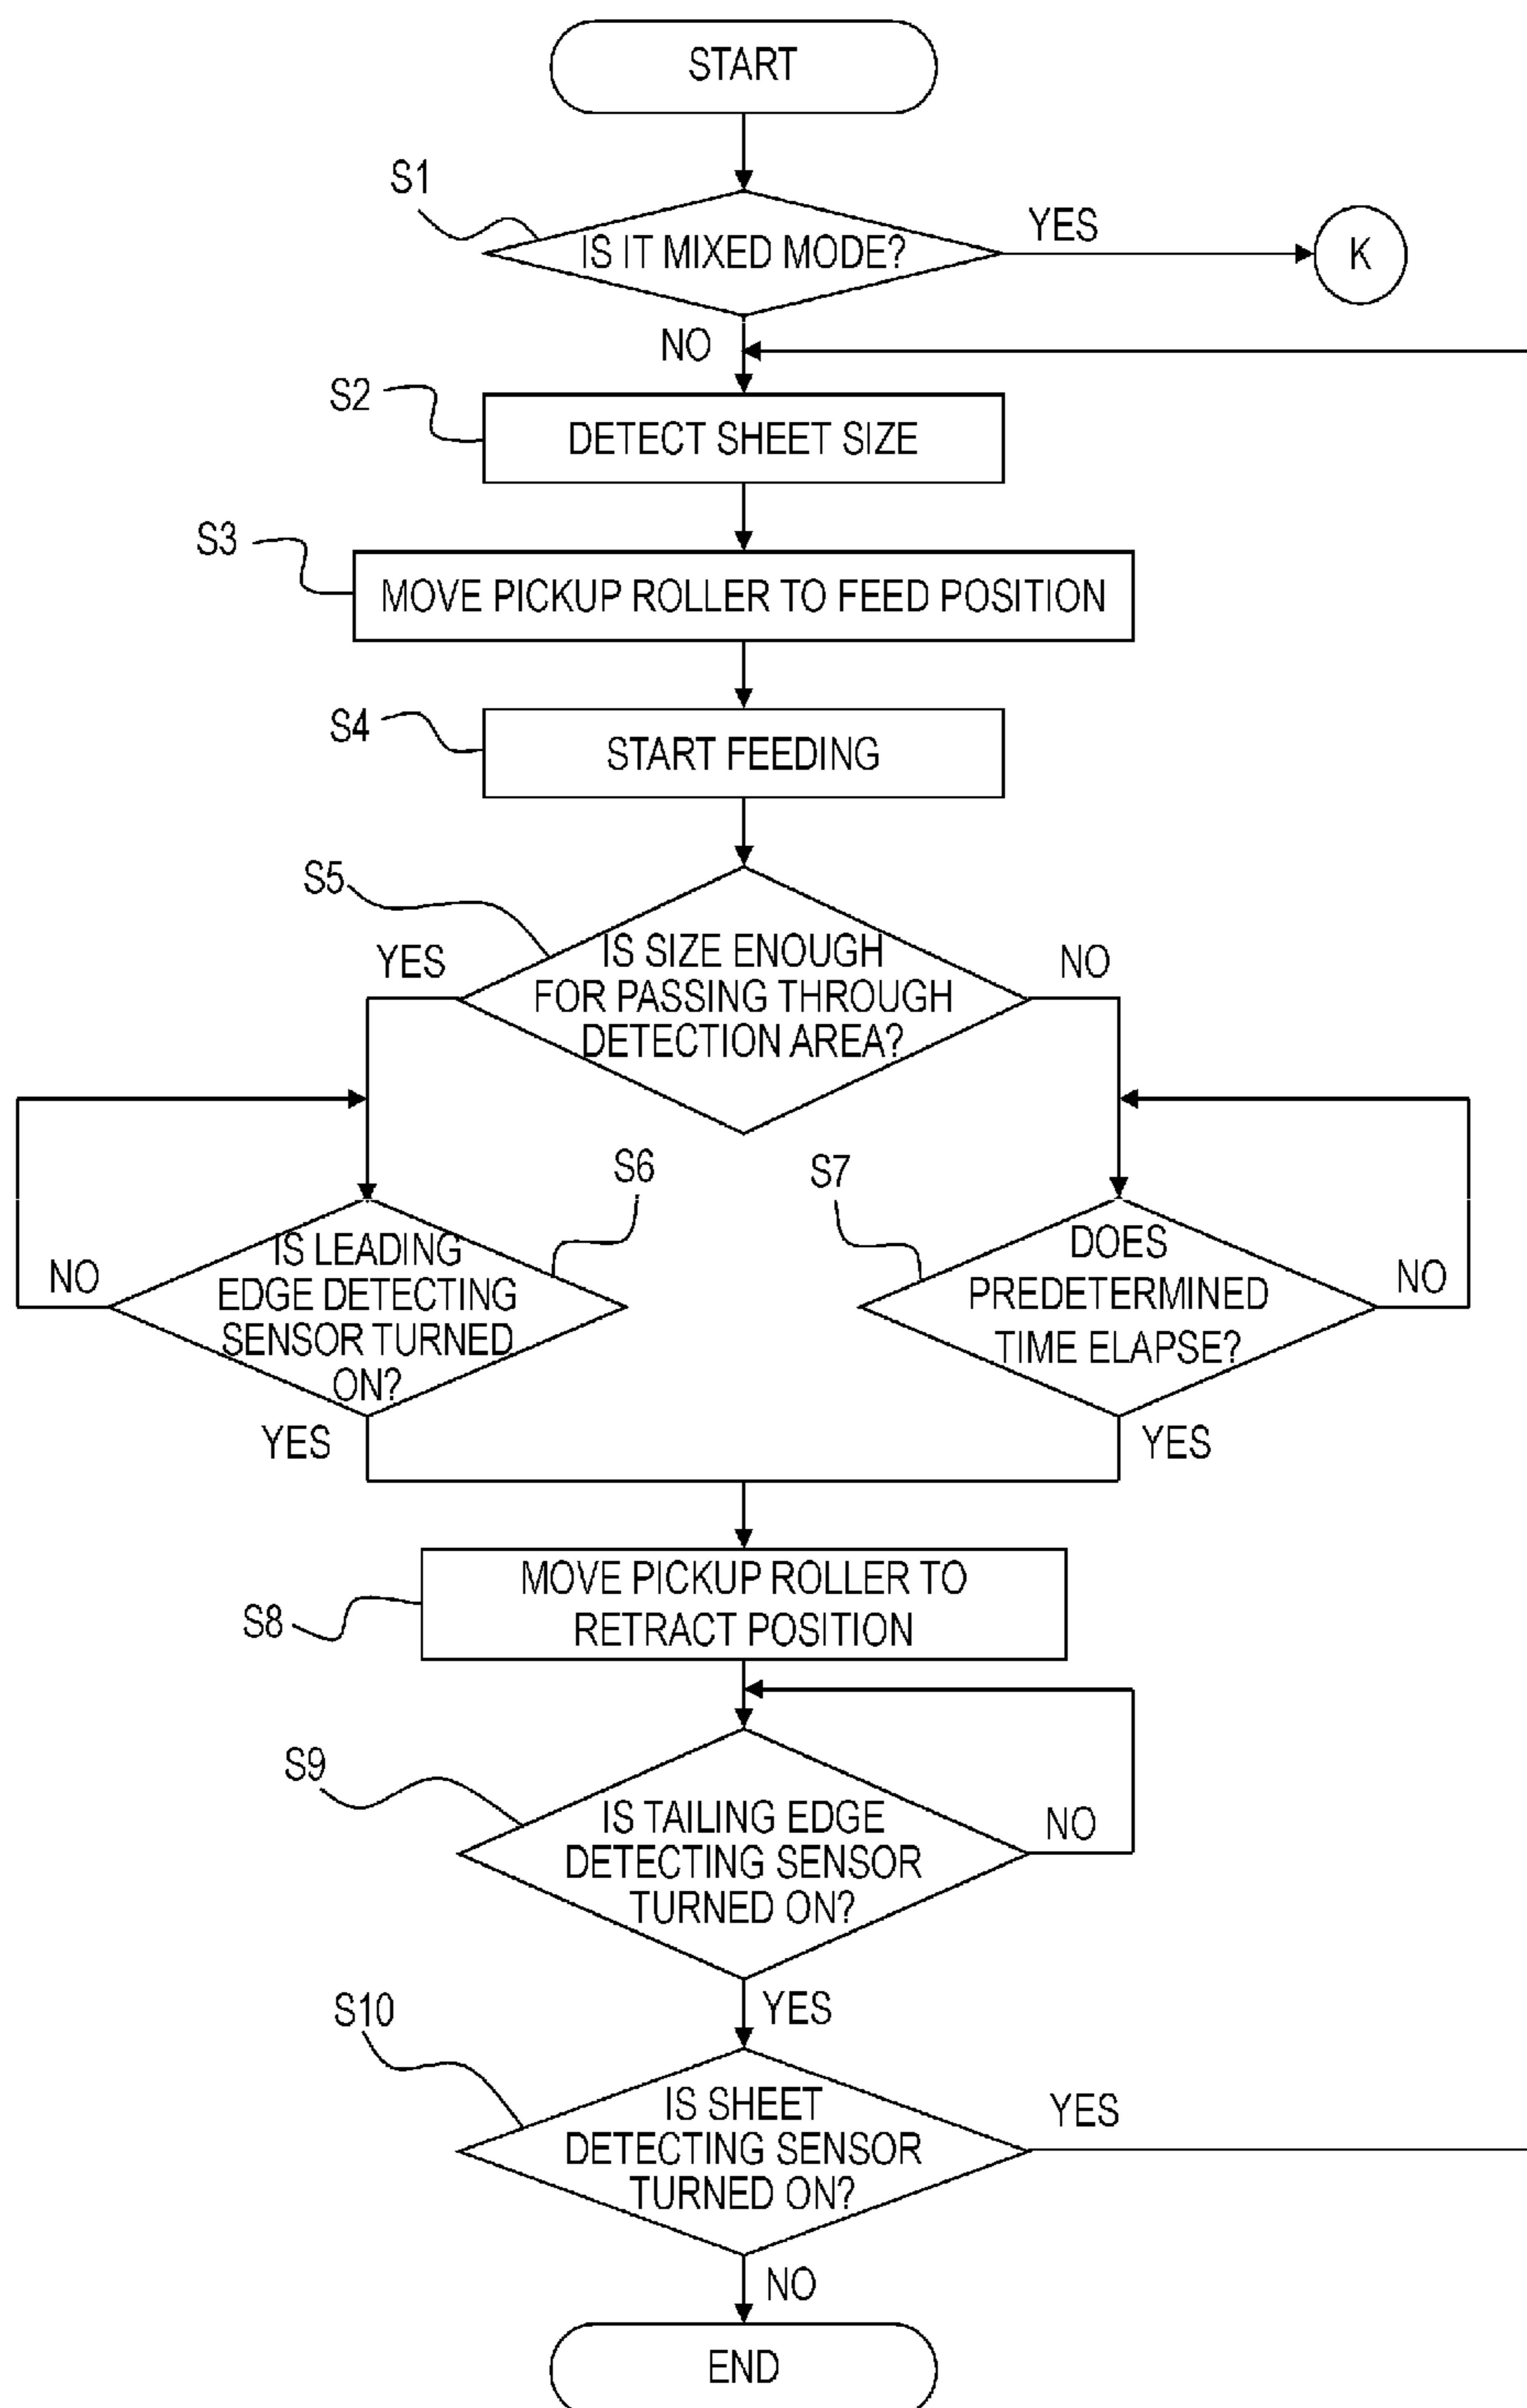 START
S1
IS IT MIXED MODE?
YES
K
NO
S2
DETECT SHEET SIZE
S3
MOVE PICKUP ROLLER TO FEED POSITION
S4
START FEEDING
S5
YES
IS SIZE ENOUGH
FOR PASSING THROUGH
DETECTION AREA?
NO
S6
S7
NO
IS LEADING
EDGE DETECTING
SENSOR TURNED
ON?
DOES
PREDETERMINED
TIME ELAPSE?
NO
YES
YES
S8
MOVE PICKUP ROLLER TO
RETRACT POSITION
S9
IS TAILING EDGE
DETECTING SENSOR
TURNED ON?
NO
YES
S10
IS SHEET
DETECTING SENSOR
TURNED ON?
YES
NO
END